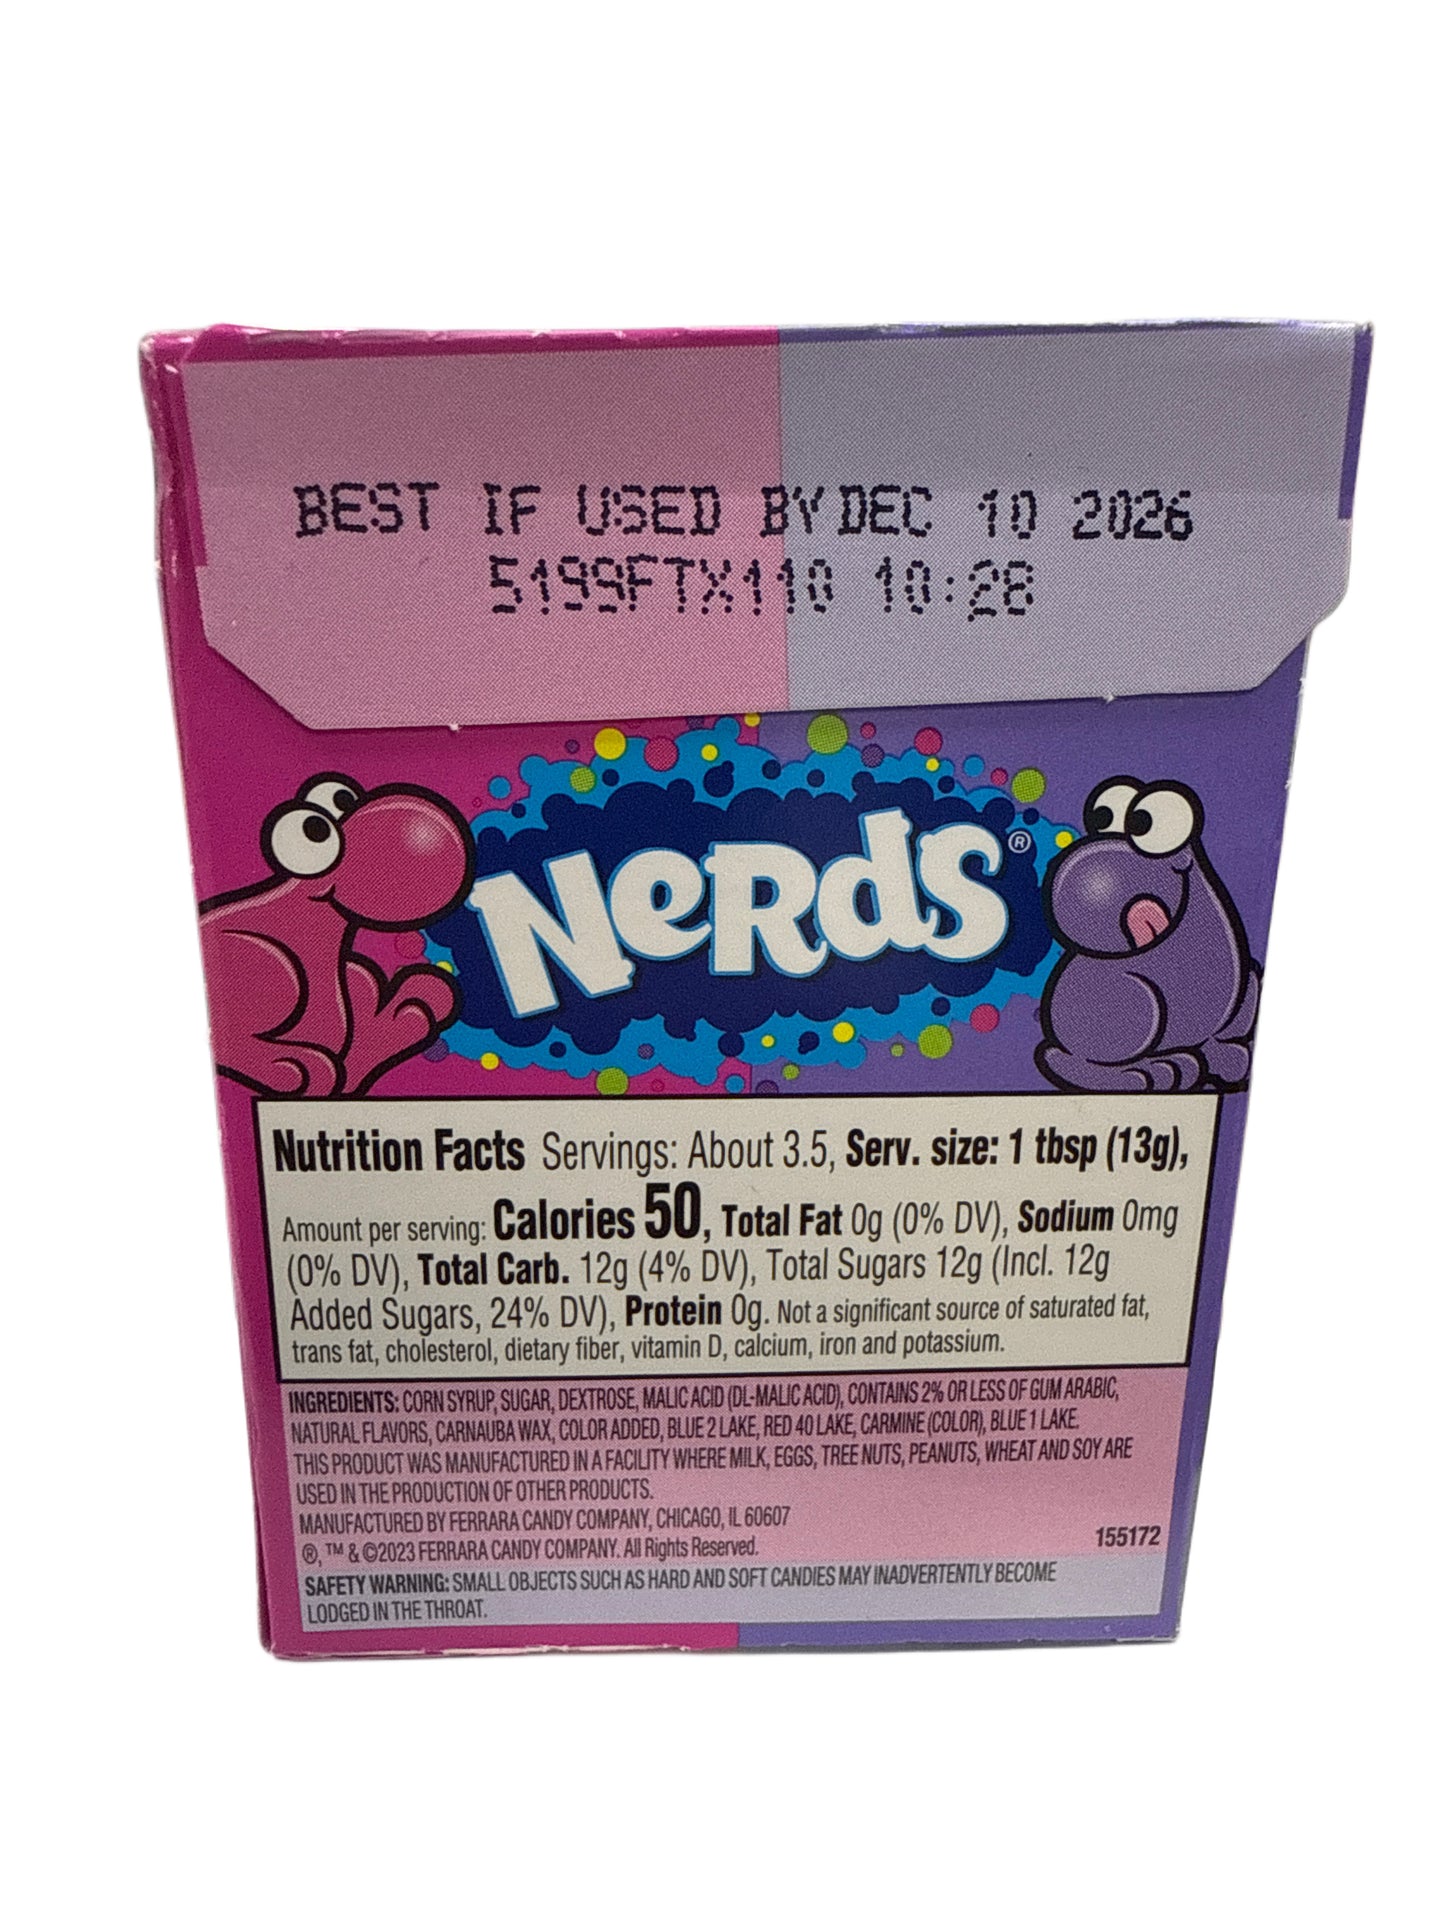 BEST IF USED BY DEC 10 2026
5199FTX110 10:28
NeRdS®
Nutrition Facts Servings: About 3.5, Serv. size: 1 tbsp (13g),
Amount per serving: Calories 50, Total Fat 0g (0% DV), Sodium 0mg
(0% DV), Total Carb. 12g (4% DV), Total Sugars 12g (Incl. 12g
Added Sugars, 24% DV), Protein 0g. Not a significant source of saturated fat,
trans fat, cholesterol, dietary fiber, vitamin D, calcium, iron and potassium.
INGREDIENTS: CORN SYRUP, SUGAR, DEXTROSE, MALIC ACID (DL-MALIC ACID), CONTAINS 2% OR LESS OF GUM ARABIC,
NATURAL FLAVORS, CARNAUBA WAX, COLOR ADDED, BLUE 2 LAKE, RED 40 LAKE, CARMINE (COLOR), BLUE 1 LAKE.
THIS PRODUCT WAS MANUFACTURED IN A FACILITY WHERE MILK, EGGS, TREE NUTS, PEANUTS, WHEAT AND SOY ARE
USED IN THE PRODUCTION OF OTHER PRODUCTS.
MANUFACTURED BY FERRARA CANDY COMPANY, CHICAGO, IL 60607
®, ™ & ©2023 FERRARA CANDY COMPANY. All Rights Reserved.
155172
SAFETY WARNING: SMALL OBJECTS SUCH AS HARD AND SOFT CANDIES MAY INADVERTENTLY BECOME
LODGED IN THE THROAT.